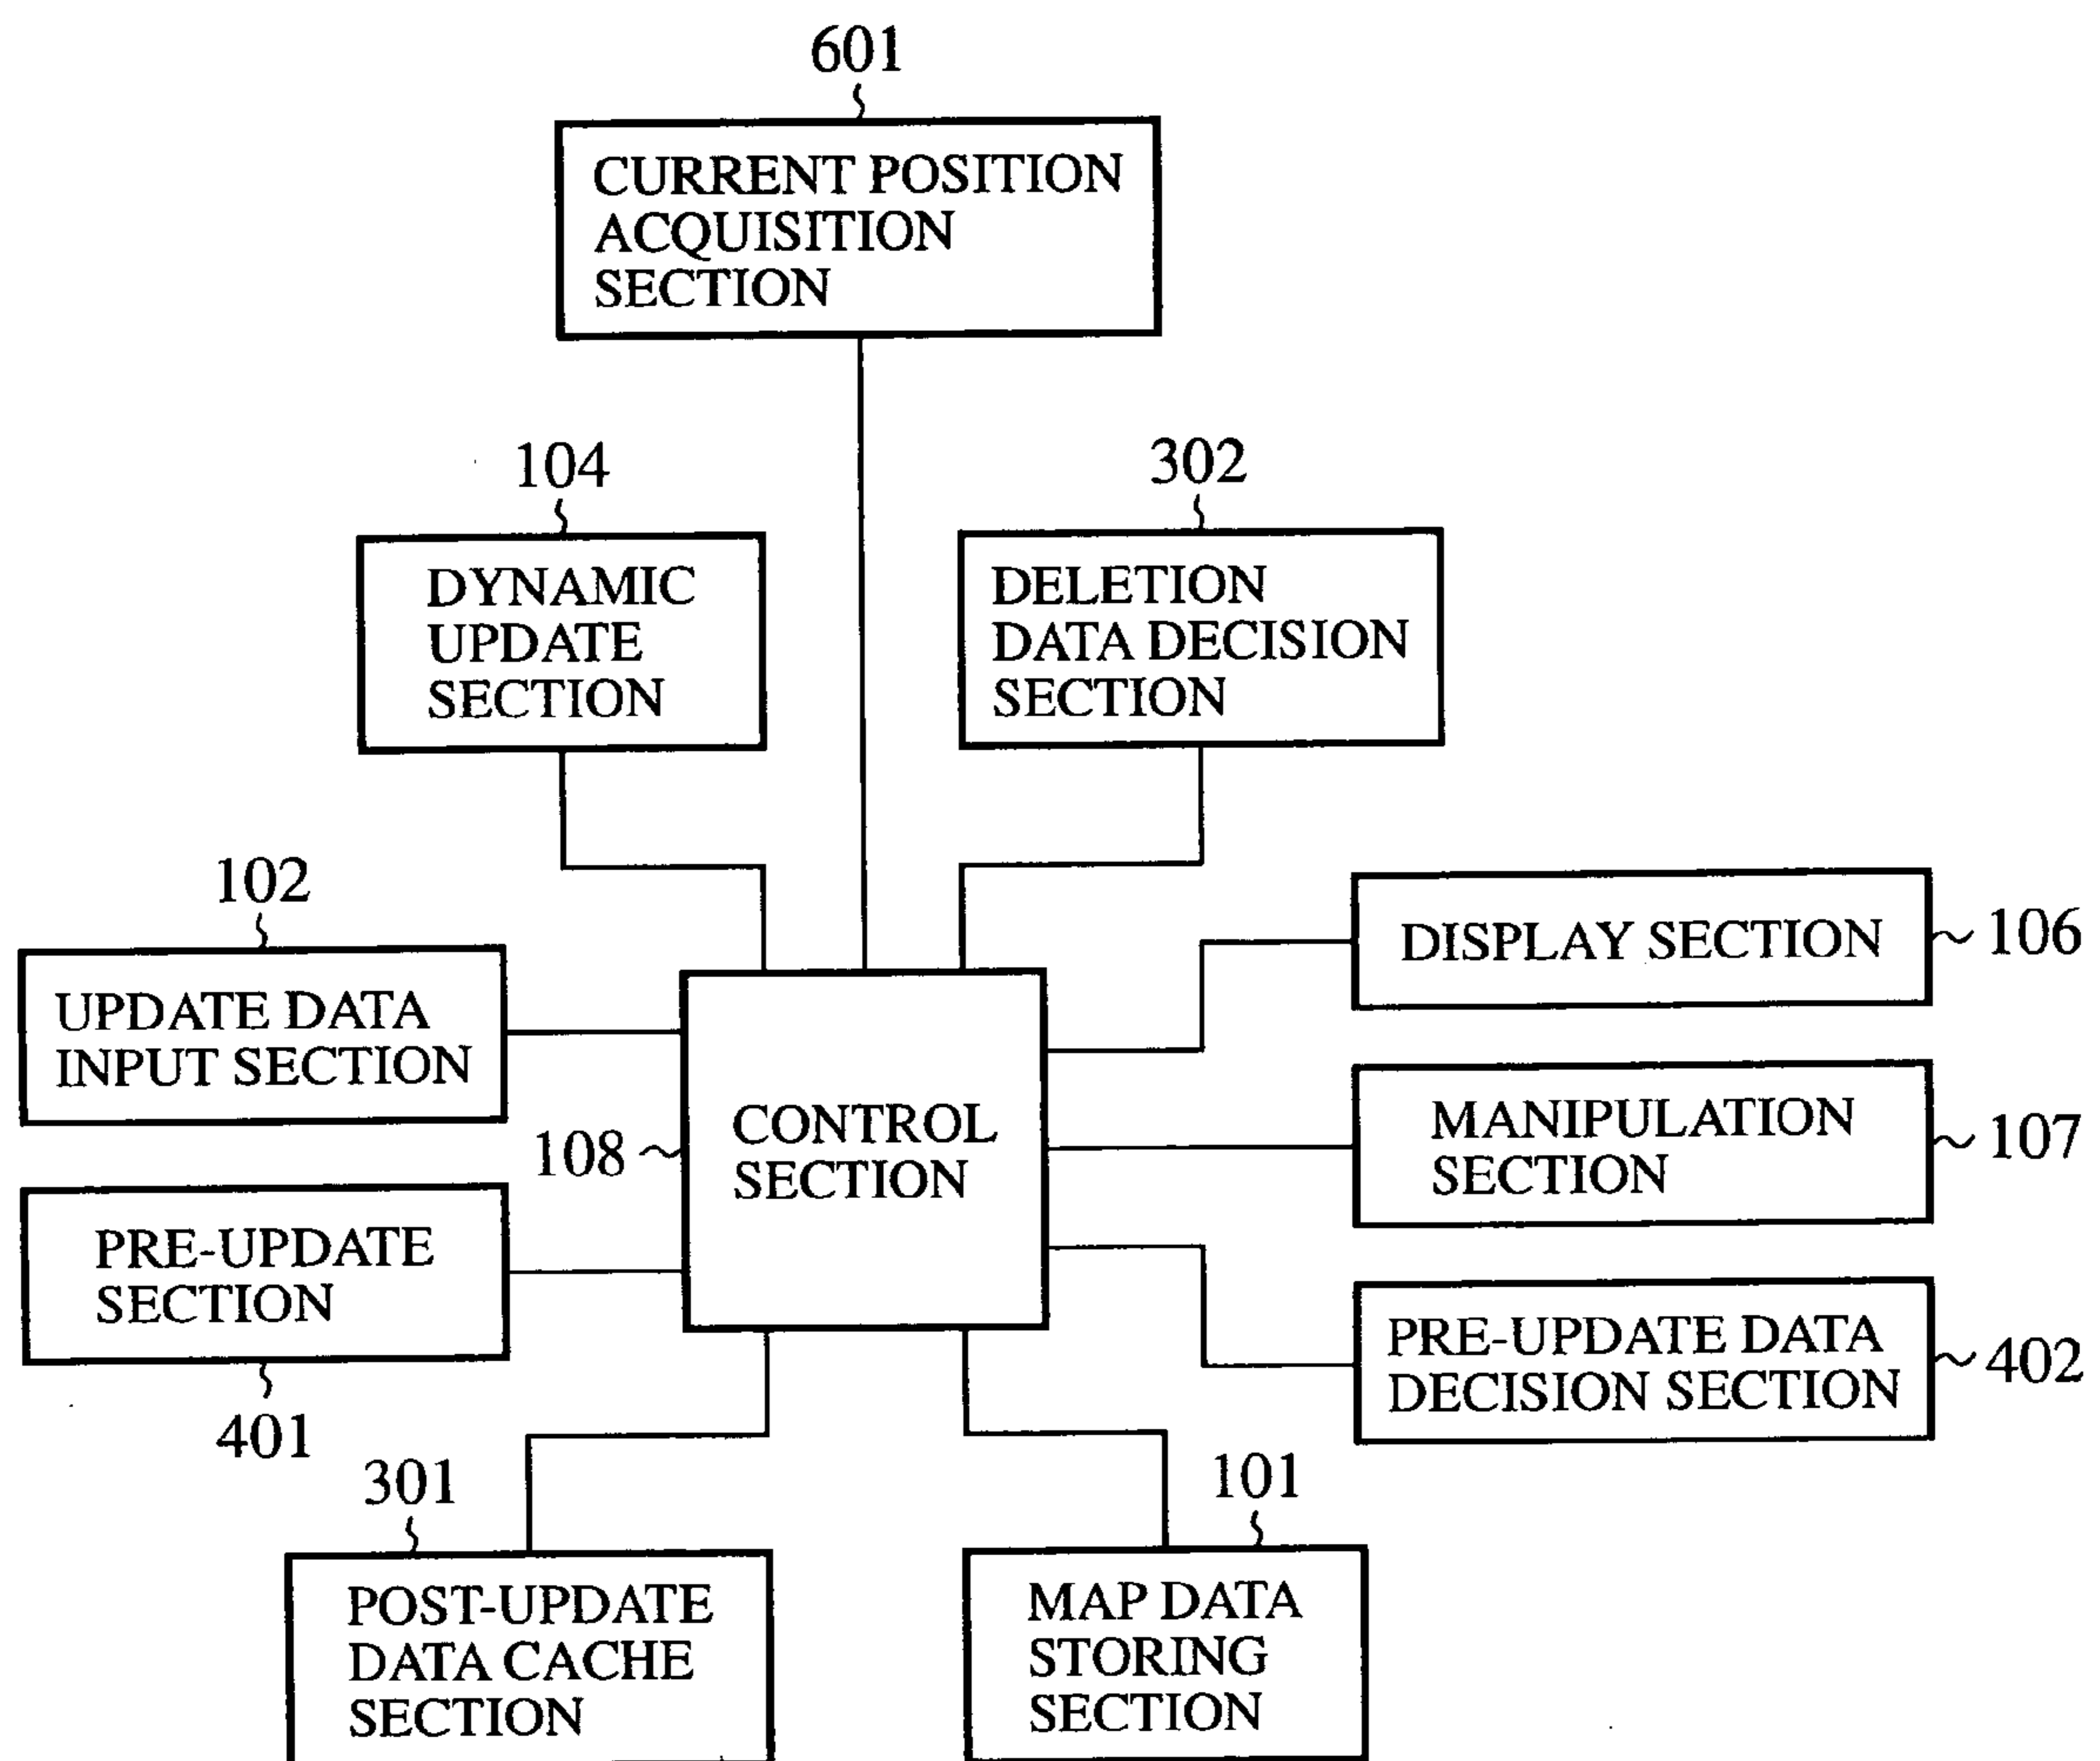 601
CURRENT POSITION
ACQUISITION
SECTION
104
DYNAMIC
UPDATE
SECTION
302
DELETION
DATA DECISION
SECTION
102
UPDATE DATA
INPUT SECTION
DISPLAY SECTION
106
108
CONTROL
SECTION
MANIPULATION
SECTION
107
PRE-UPDATE
SECTION
401
PRE-UPDATE DATA
DECISION SECTION
402
301
POST-UPDATE
DATA CACHE
SECTION
101
MAP DATA
STORING
SECTION